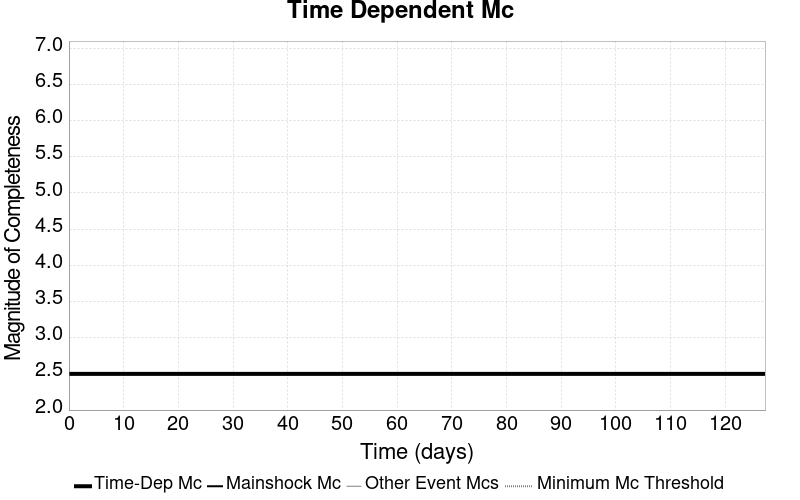 Time Dependent Mc
Magnitude of Completeness
7.0
6.5
6.0
5.5
5.0
4.5
4.0
3.5
3.0
2.5
2.0
0 10 20 30 40 50 60 70 80 90 100 110 120
Time (days)
Time-Dep Mc Mainshock Mc Other Event Mcs Minimum Mc Threshold